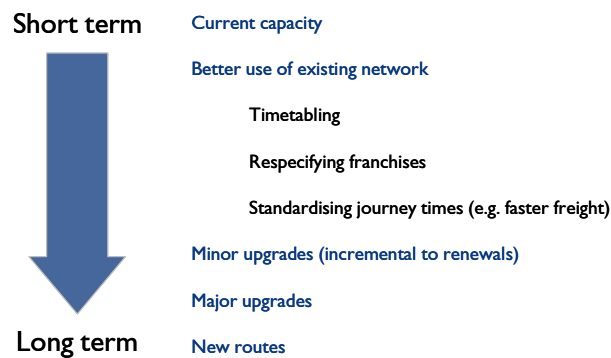 Short term
Current capacity
Better use of existing network
Timetabling
Respecifying franchises
Standardising journey times (e.g. faster freight)
Minor upgrades (incremental to renewals)
Major upgrades
Long term
New routes